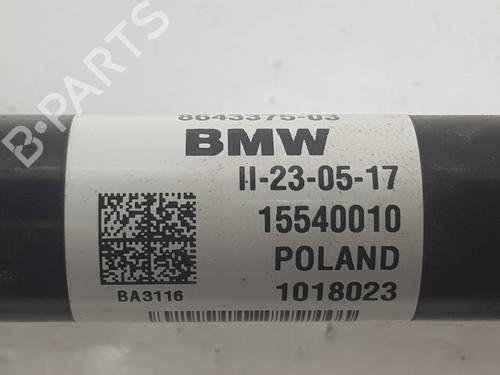 B-PARTS
8643375-03
BMW
II-23-05-17
15540010
POLAND
BA3116
1018023